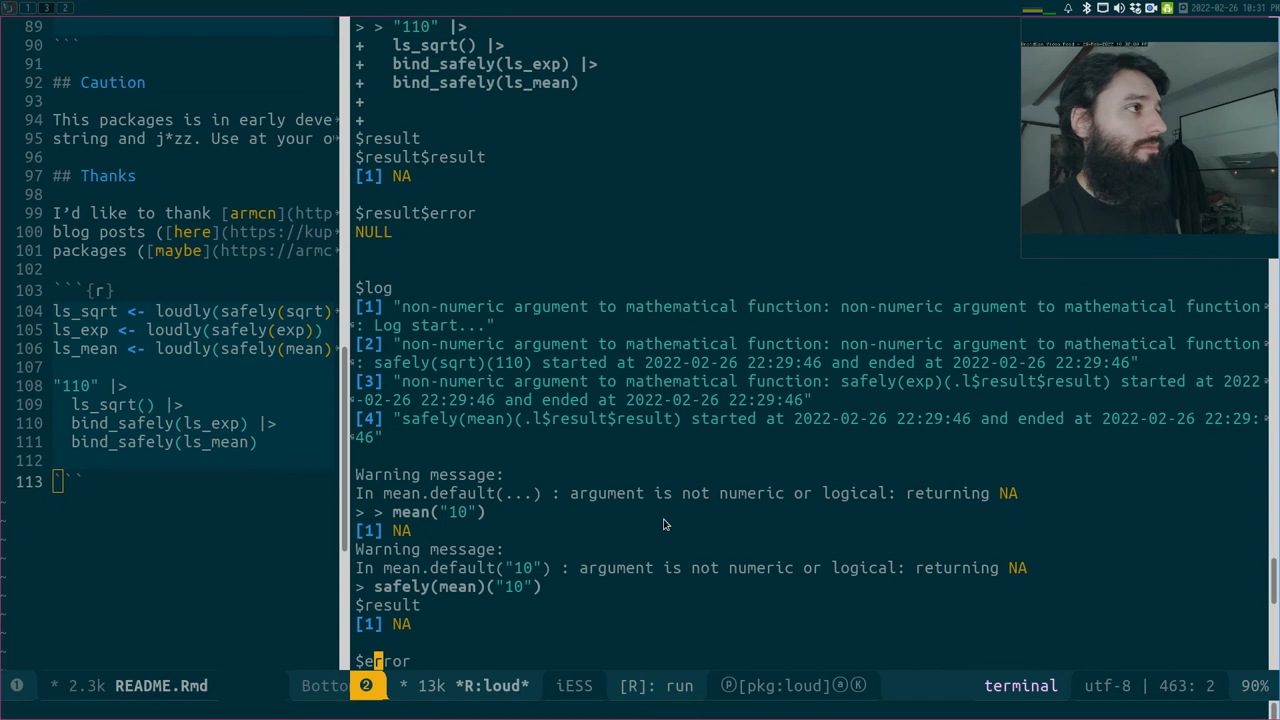 1 3 2
2022-02-26 10:31 PM
89
90 ```
91
92 ## Caution
93
94 This packages is in early deve
95 string and j*zz. Use at your o
96
97 ## Thanks
98
99 I’d like to thank [armcn](http
100 blog posts ([here](https://kup
101 packages ([maybe](https://armc
102
103 ```{r}
104 ls_sqrt <- loudly(safely(sqrt)
105 ls_exp <- loudly(safely(exp))
106 ls_mean <- loudly(safely(mean)
107
108 "110" |>
109 ls_sqrt() |>
110 bind_safely(ls_exp) |>
111 bind_safely(ls_mean)
112
113 ```
~
~
~
~
~
~
~
~
~
> > "110" |>
+ ls_sqrt() |>
+ bind_safely(ls_exp) |>
+ bind_safely(ls_mean)
+
+
$result
$result$result
[1] NA
$result$error
NULL
$log
[1] "non-numeric argument to mathematical function: non-numeric argument to mathematical function
: Log start..."
[2] "non-numeric argument to mathematical function: non-numeric argument to mathematical function
: safely(sqrt)(110) started at 2022-02-26 22:29:46 and ended at 2022-02-26 22:29:46"
[3] "non-numeric argument to mathematical function: safely(exp)(.l$result$result) started at 2022
-02-26 22:29:46 and ended at 2022-02-26 22:29:46"
[4] "safely(mean)(.l$result$result) started at 2022-02-26 22:29:46 and ended at 2022-02-26 22:29:
46"
Warning message:
In mean.default(...) : argument is not numeric or logical: returning NA
> > mean("10")
[1] NA
Warning message:
In mean.default("10") : argument is not numeric or logical: returning NA
> safely(mean)("10")
$result
[1] NA
$error
1 * 2.3k README.Rmd Botto
2 * 13k *R:loud* iESS [R]: run ⓟ[pkg:loud]ⓐⓀ terminal utf-8 | 463: 2 90%